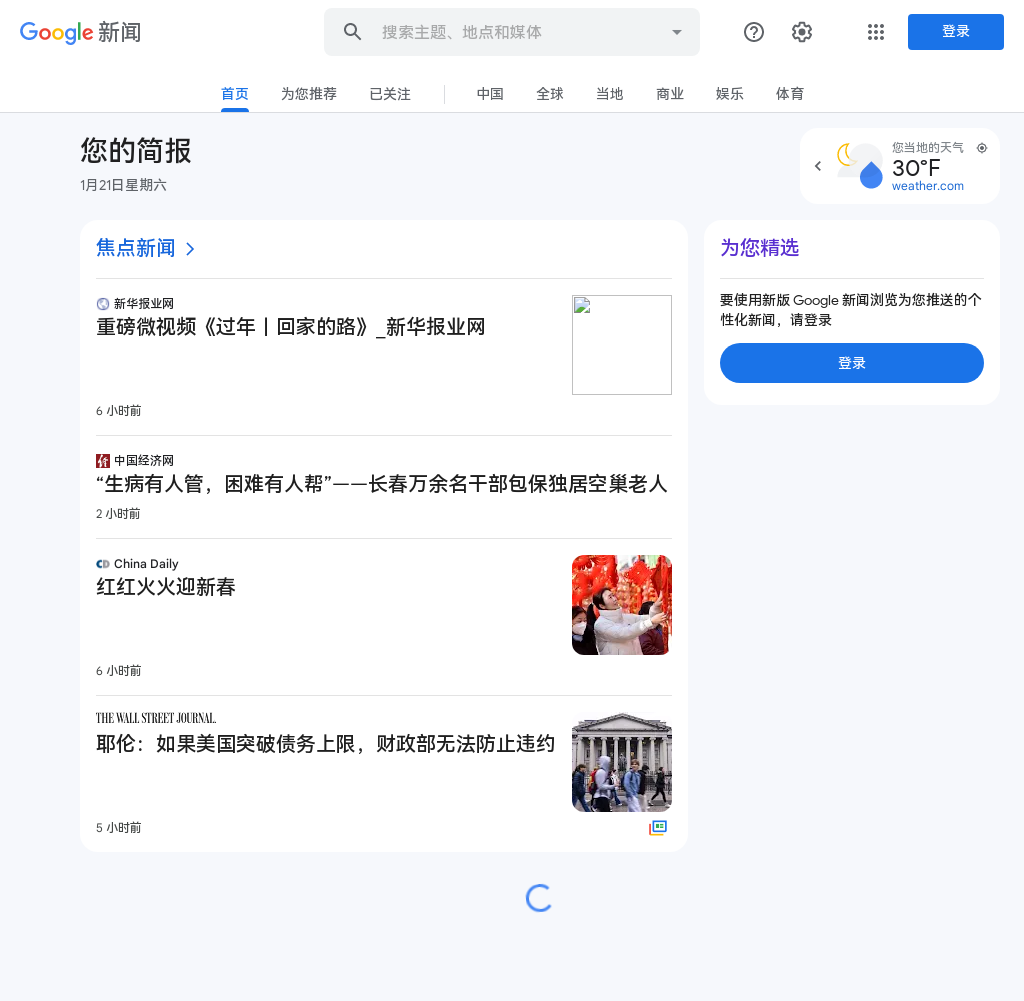 Google 新闻
搜索主题、地点和媒体
登录
首页
为您推荐
已关注
中国
全球
当地
商业
娱乐
体育
您的简报
1月21日星期六
您当地的天气
30°F
weather.com
焦点新闻
新华报业网
重磅微视频《过年丨回家的路》_新华报业网
6 小时前
中国经济网
“生病有人管，困难有人帮”——长春万余名干部包保独居空巢老人
2 小时前
China Daily
红红火火迎新春
6 小时前
THE WALL STREET JOURNAL.
耶伦：如果美国突破债务上限，财政部无法防止违约
5 小时前
为您精选
要使用新版 Google 新闻浏览为您推送的个
性化新闻，请登录
登录